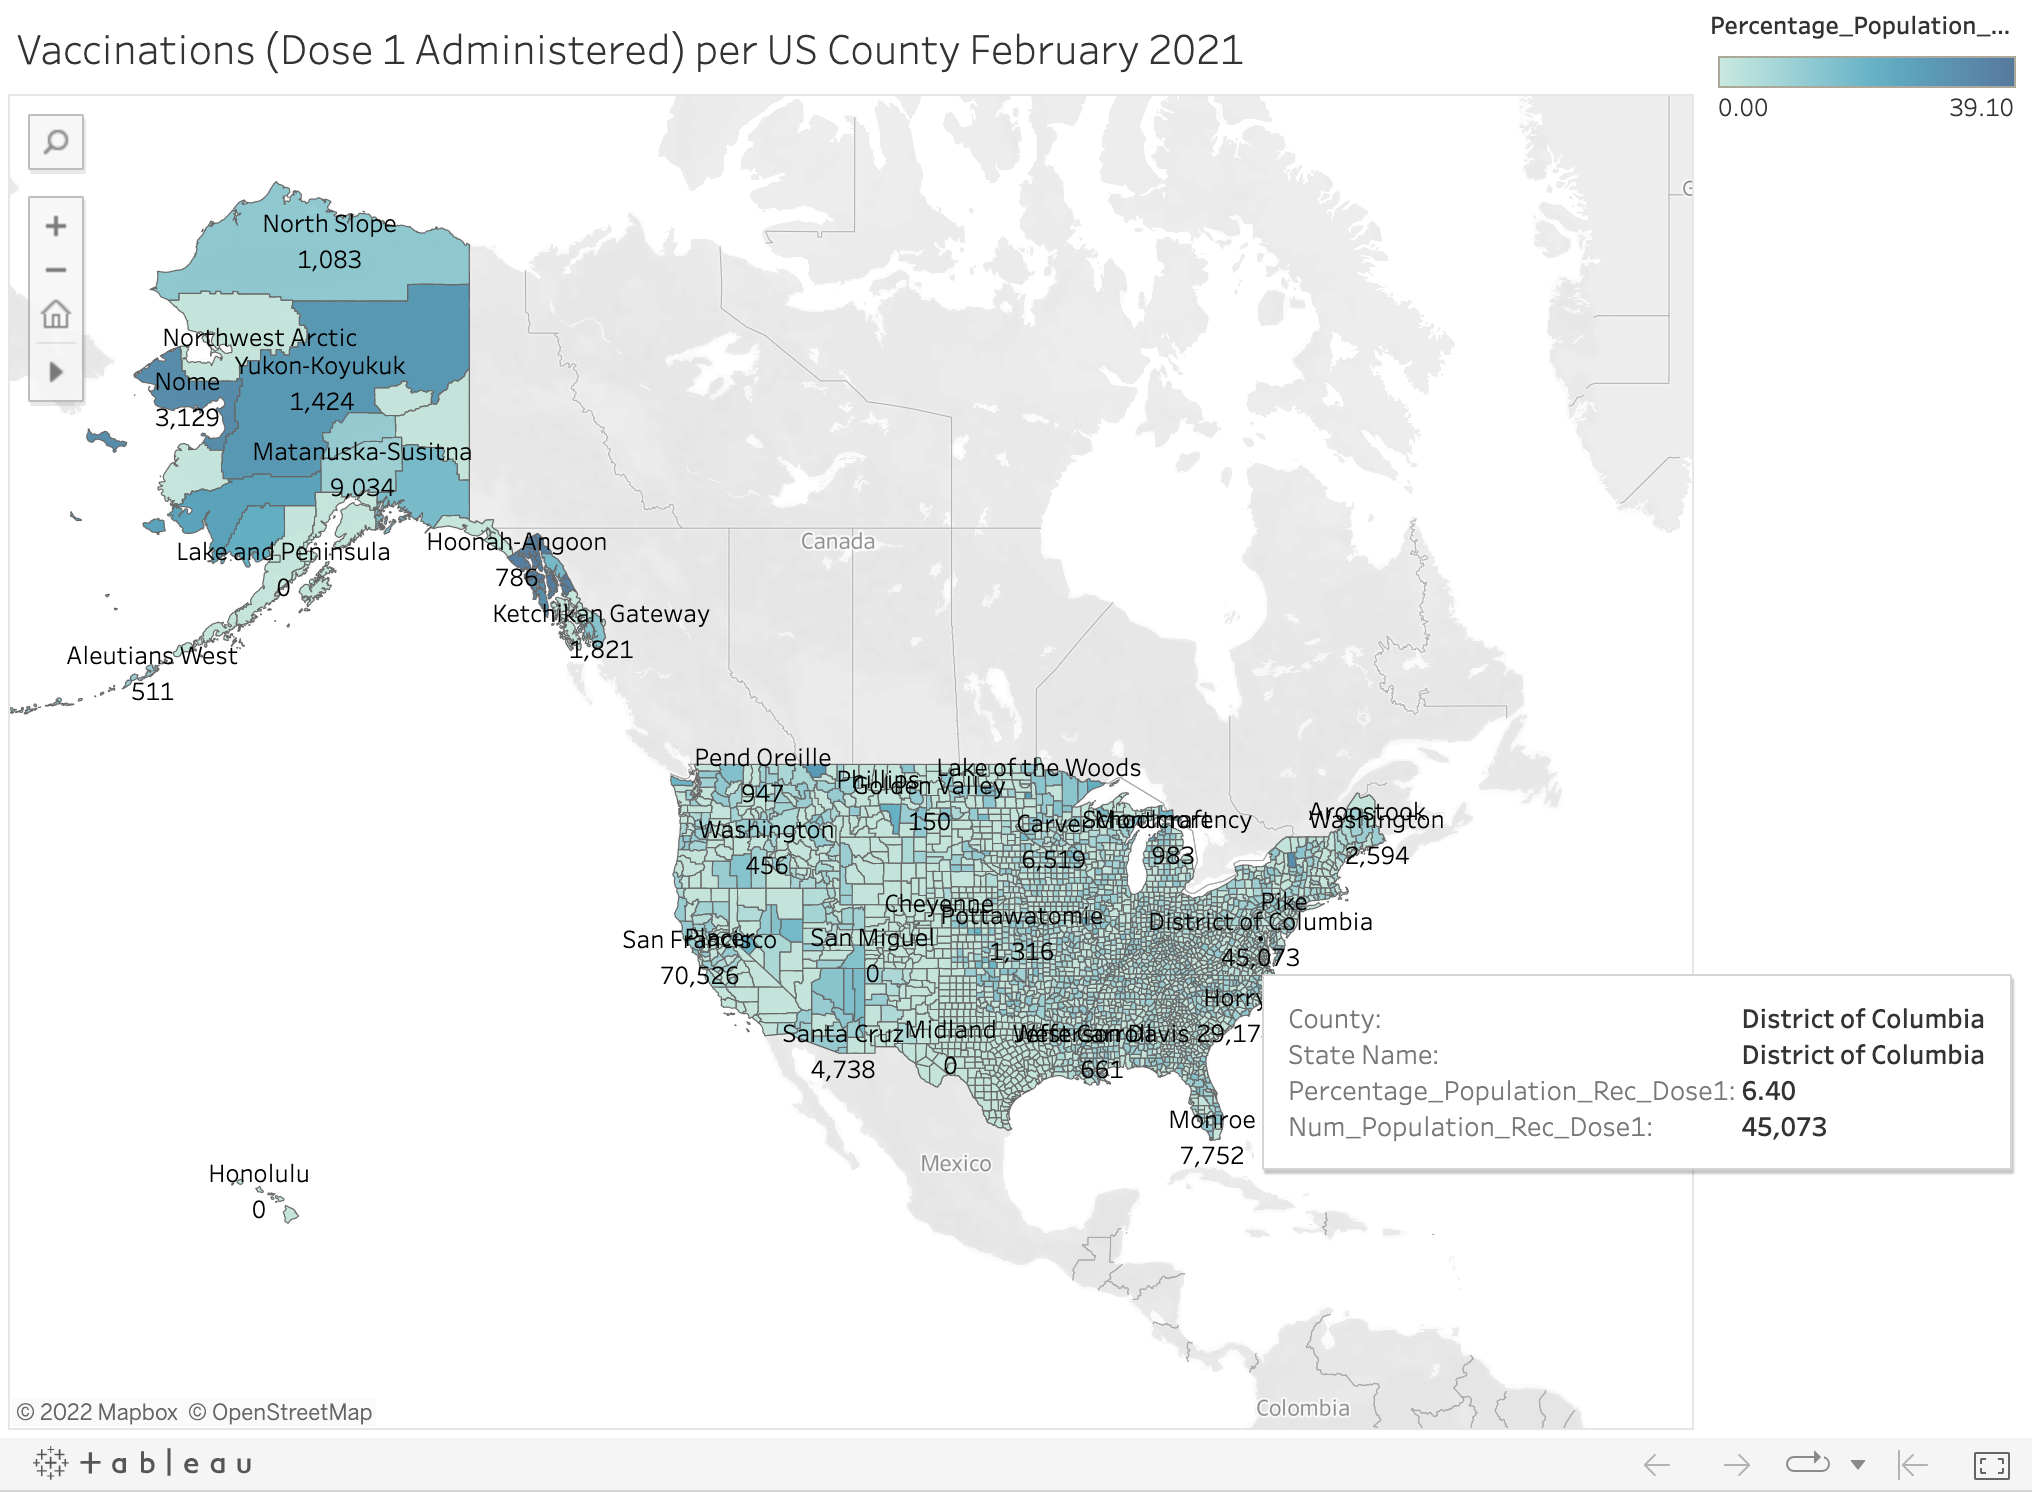 Vaccinations (Dose 1 Administered) per US County February 2021
Percentage_Population_...
0.00 39.10
North Slope
1,083
Northwest Arctic
Yukon-Koyukuk
1,424
Nome
3,129
Matanuska-Susitna
9,034
Lake and Peninsula
0
Hoonah-Angoon
786
Ketchikan Gateway
1,821
Aleutians West
511
Canada
Pend Oreille
947
Phillips
Golden Valley
150
Lake of the Woods
Washington
456
Carver
6,519
Schoolcraft
Montmorency
983
Aroostook
Washington
2,594
Cheyenne
Pottawatomie
1,316
Pike
District of Columbia
45,073
San Francisco
70,526
Placer
San Miguel
0
Horry
29,17
Santa Cruz
4,738
Midland
0
West Carroll
Jefferson Davis
661
Monroe
7,752
County: District of Columbia
State Name: District of Columbia
Percentage_Population_Rec_Dose1: 6.40
Num_Population_Rec_Dose1: 45,073
Mexico
Honolulu
0
Colombia
© 2022 Mapbox © OpenStreetMap
+ a b l e a u